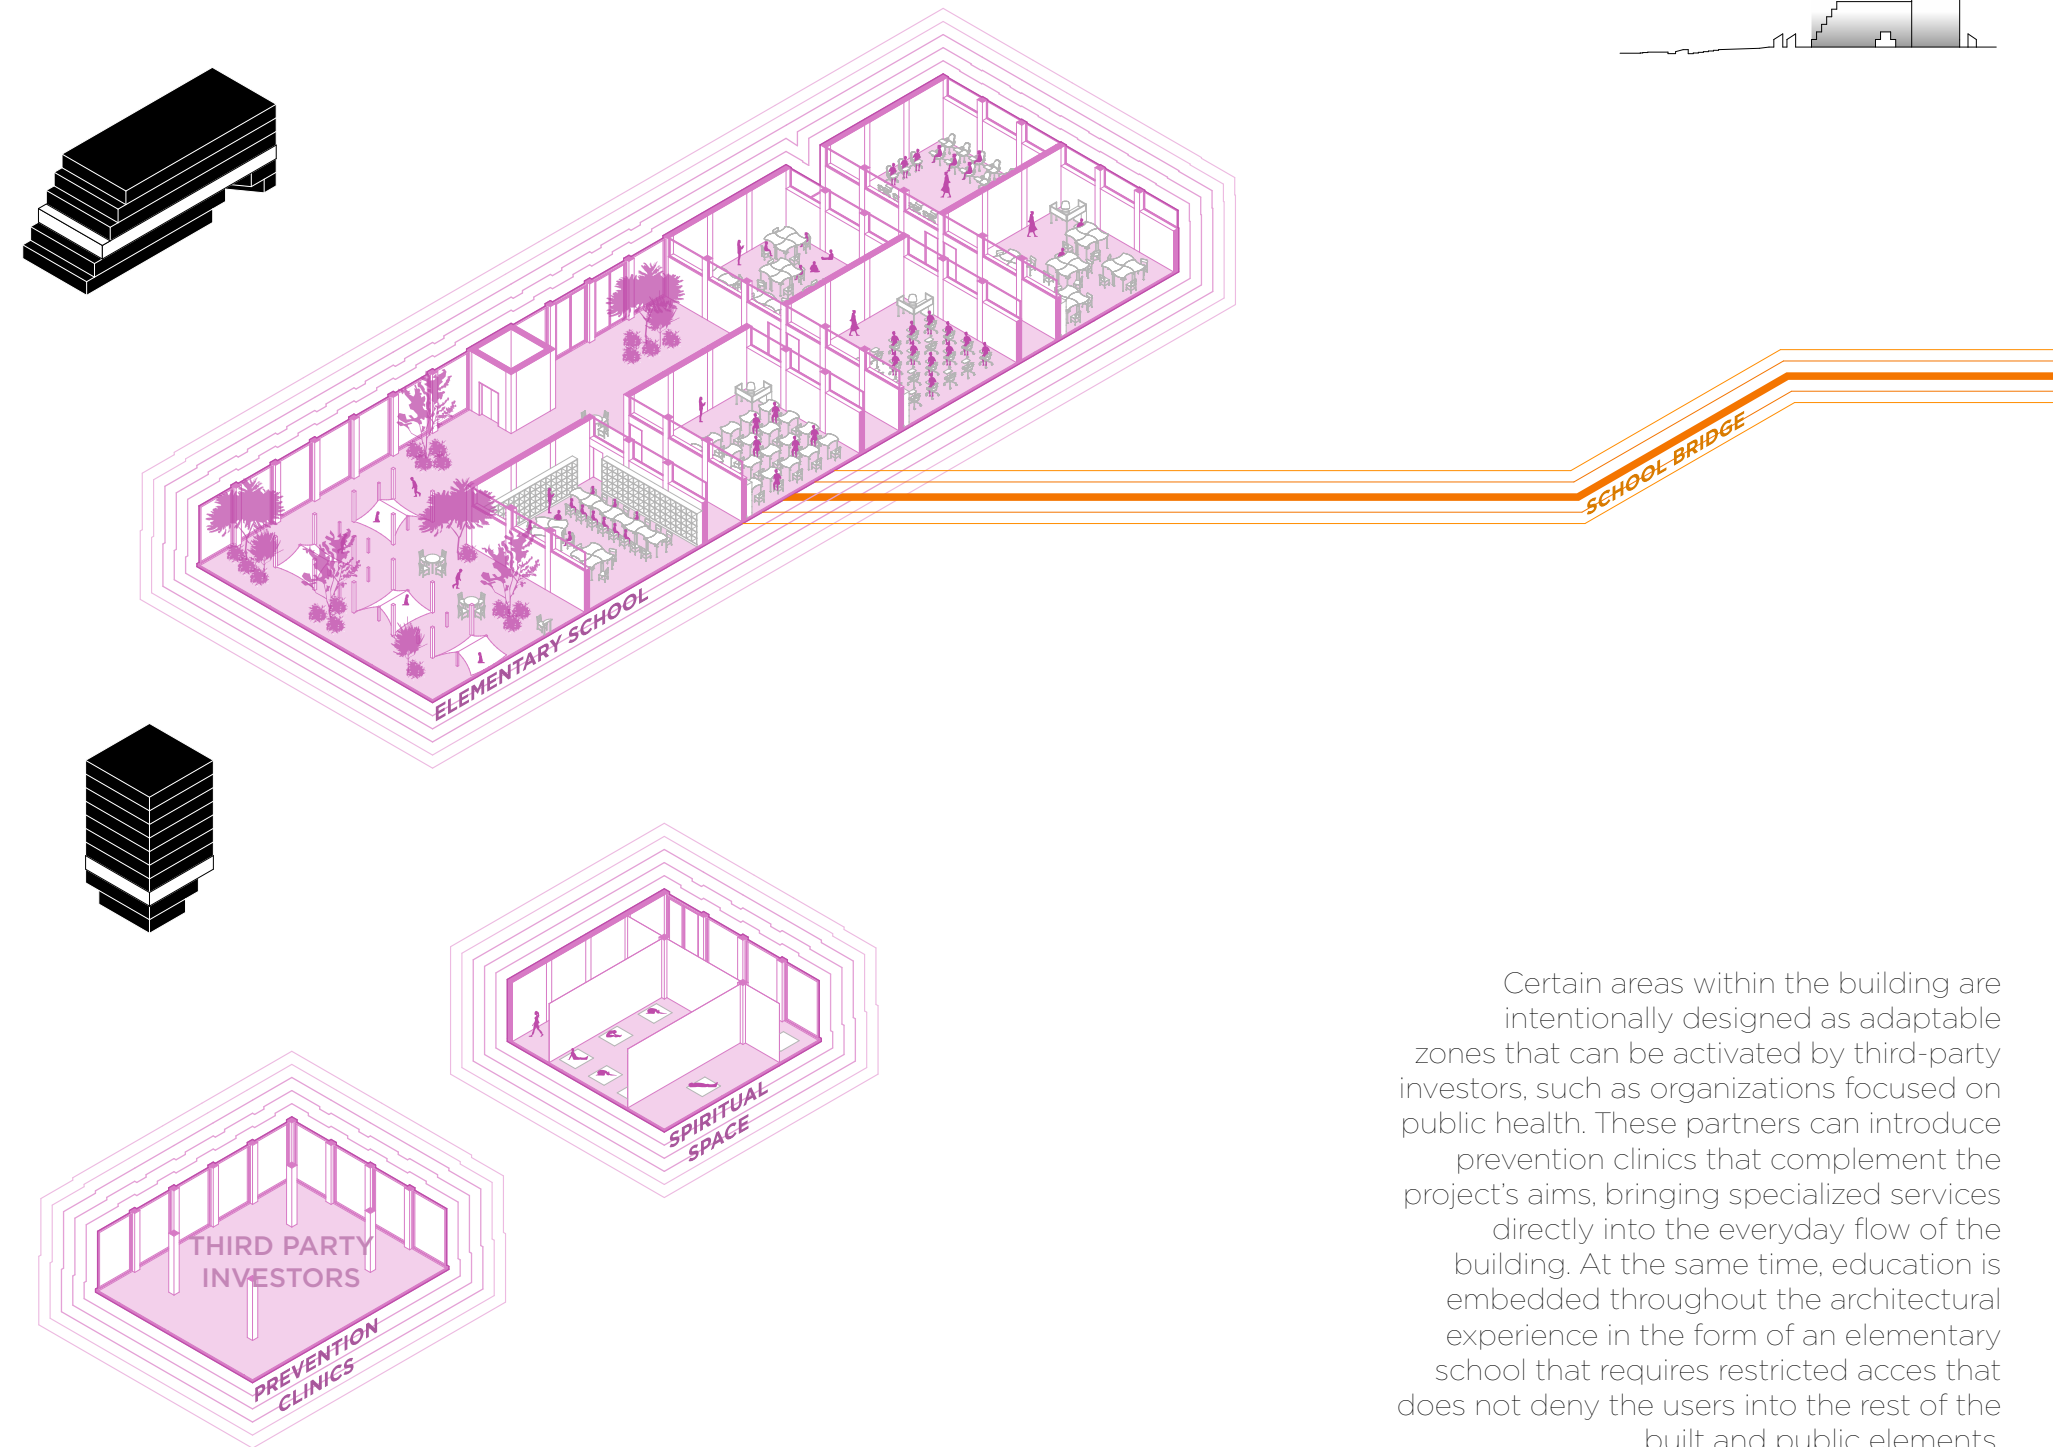 SCHOOL BRIDGE
ELEMENTARY SCHOOL
SPIRITUAL
SPACE
THIRD PARTY
INVESTORS
PREVENTION
CLINICS
Certain areas within the building are
intentionally designed as adaptable
zones that can be activated by third-party
investors, such as organizations focused on
public health. These partners can introduce
prevention clinics that complement the
project’s aims, bringing specialized services
directly into the everyday flow of the
building. At the same time, education is
embedded throughout the architectural
experience in the form of an elementary
school that requires restricted acces that
does not deny the users into the rest of the
built and public elements.